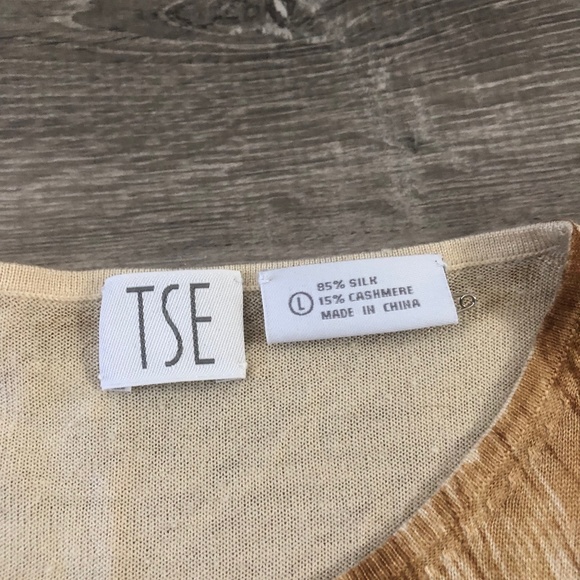 TSE
85% SILK
L 15% CASHMERE
MADE IN CHINA